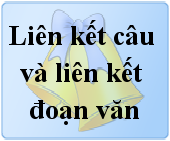 Liên kết câu
và liên kết
đoạn văn